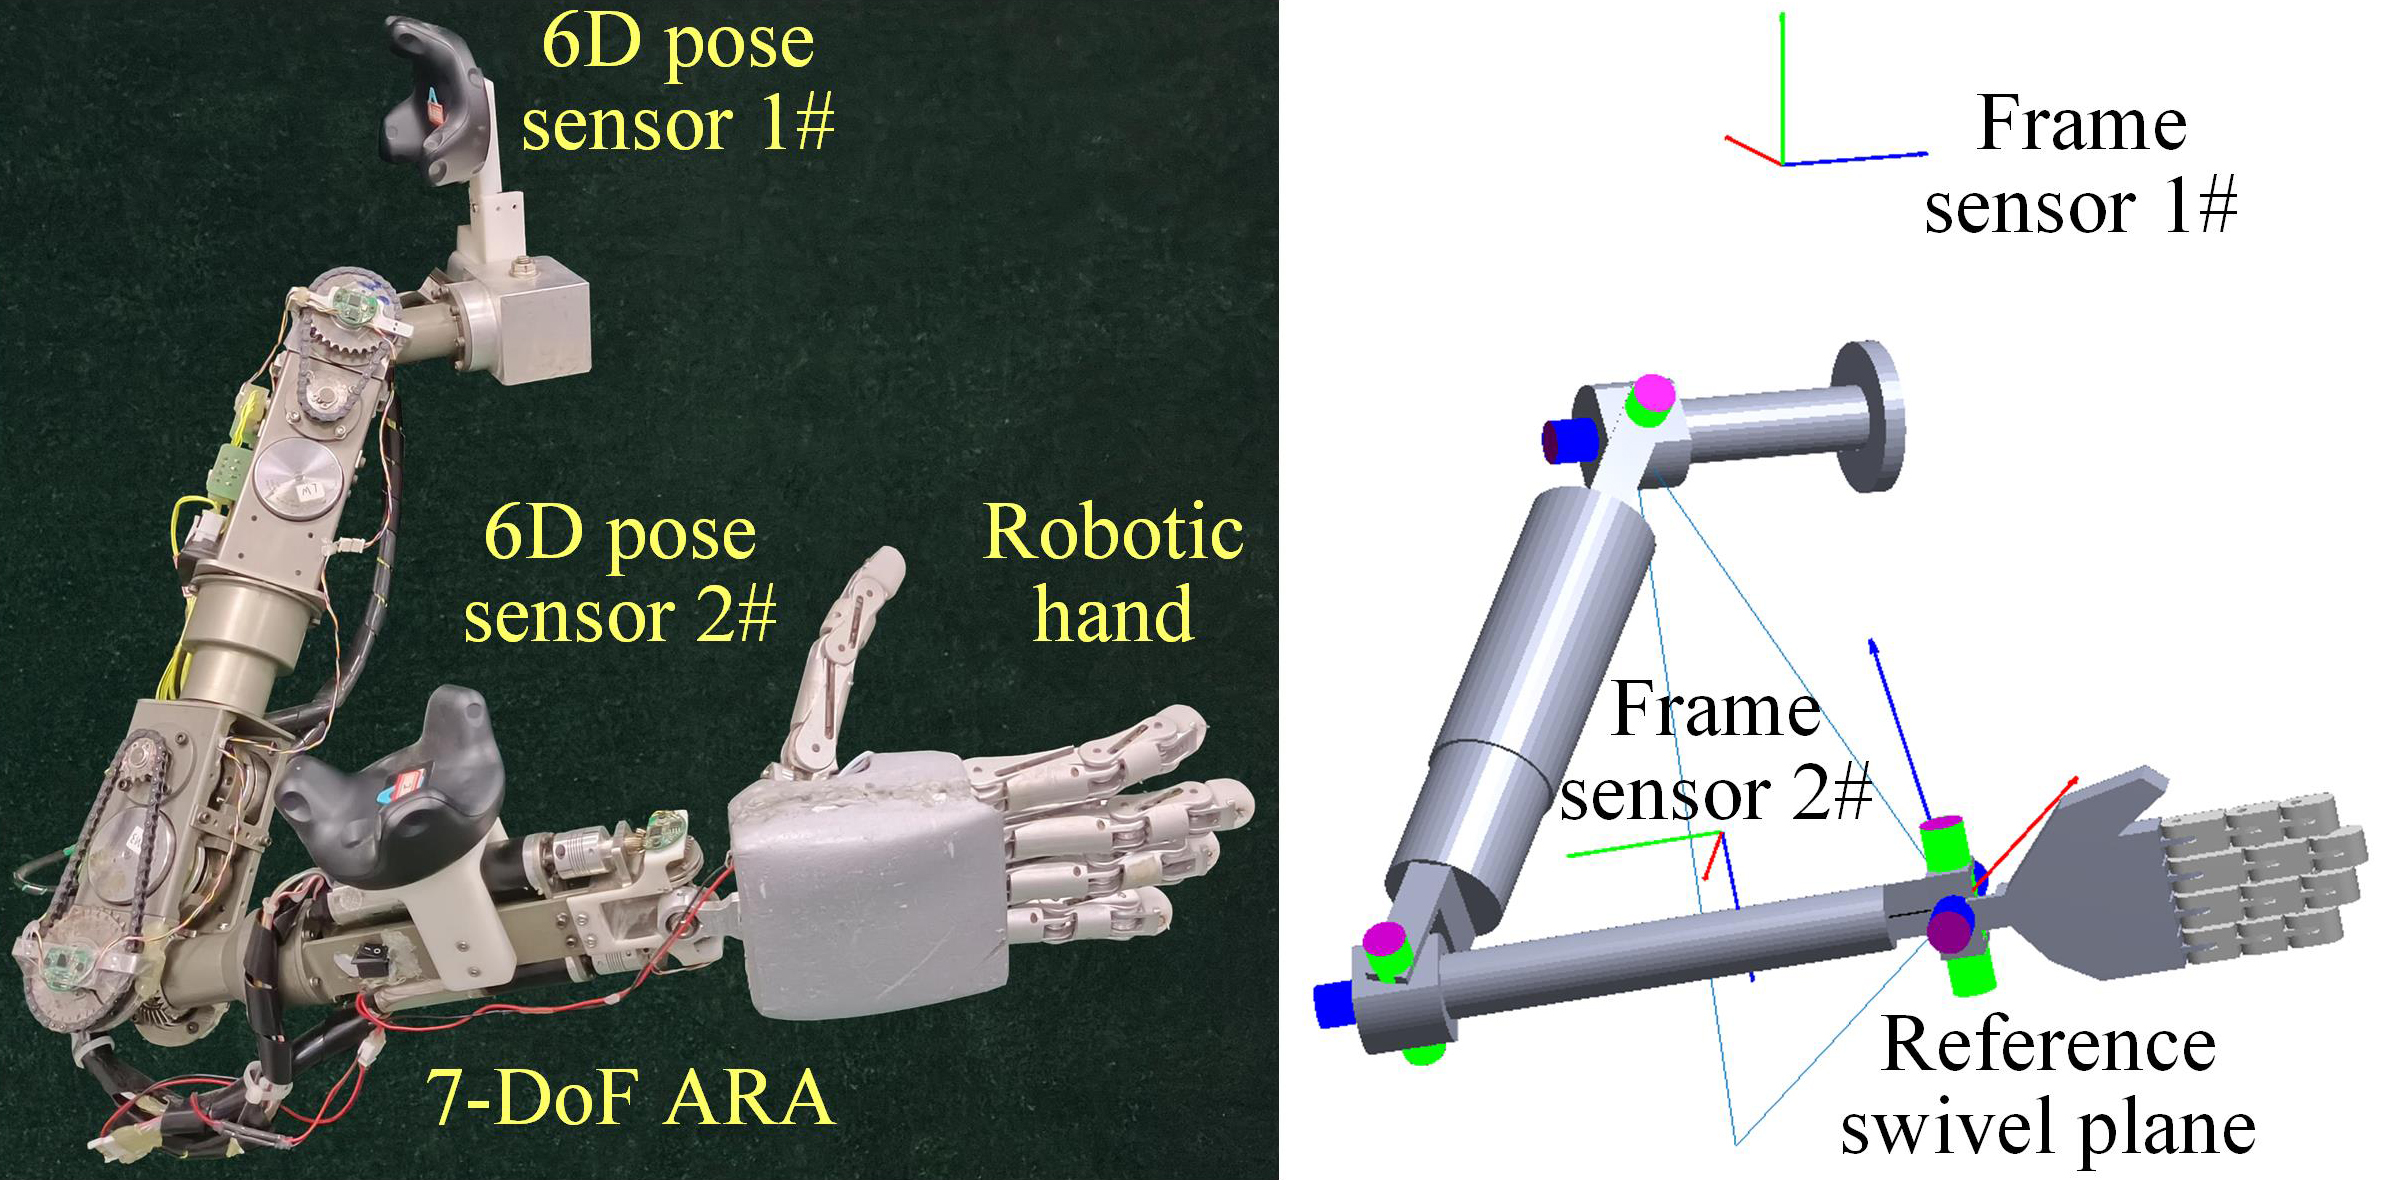 6D pose
sensor 1#
6D pose
sensor 2#
Robotic
hand
7-DoF ARA
Frame
sensor 1#
Frame
sensor 2#
Reference
swivel plane